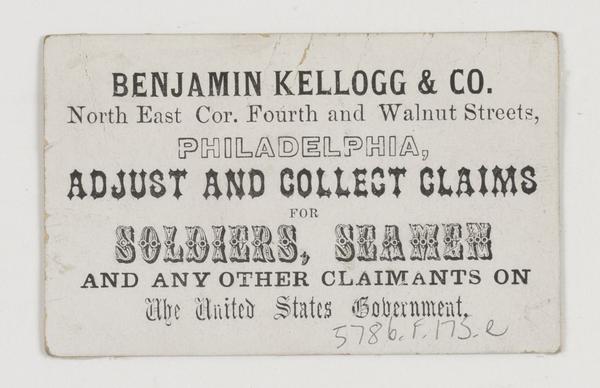 BENJAMIN KELLOGG & CO.
North East Cor. Fourth and Walnut Streets,
PHILADELPHIA,
ADJUST AND COLLECT CLAIMS
FOR
SOLDIERS, SEAMEN
AND ANY OTHER CLAIMANTS ON
The United States Government.
5786.F.175.e